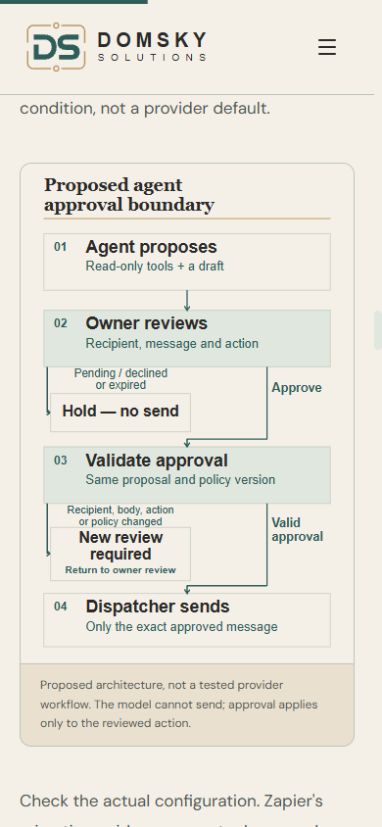 DS DOMSKY
SOLUTIONS
condition, not a provider default.
Proposed agent
approval boundary
01 Agent proposes
Read-only tools + a draft
02 Owner reviews
Recipient, message and action
Pending / declined
or expired
Approve
Hold — no send
03 Validate approval
Same proposal and policy version
Recipient, body, action
or policy changed
Valid
approval
New review
required
Return to owner review
04 Dispatcher sends
Only the exact approved message
Proposed architecture, not a tested provider
workflow. The model cannot send; approval applies
only to the reviewed action.
Check the actual configuration. Zapier's